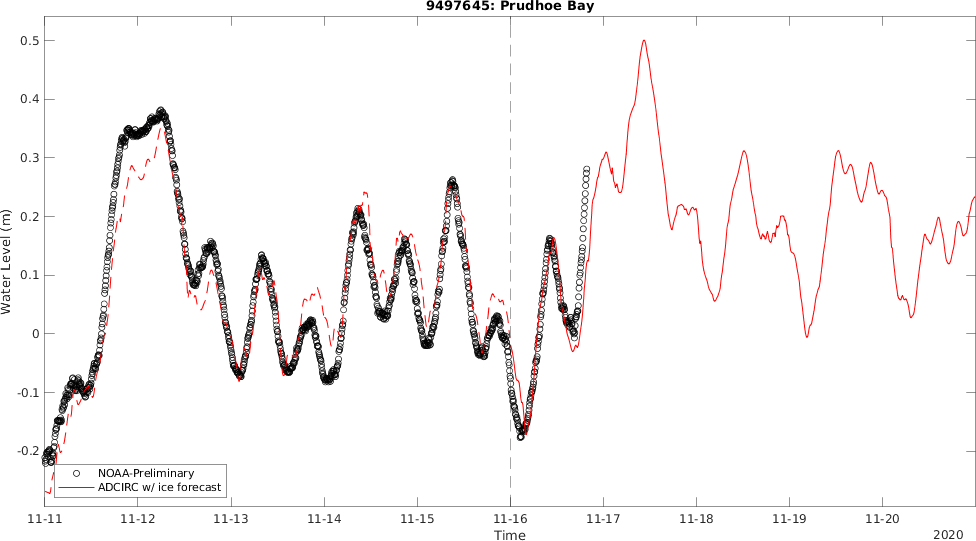 9497645: Prudhoe Bay
0.5
0.4
0.3
0.2
0.1
0
-0.1
-0.2
Water Level (m)
NOAA-Preliminary
ADCIRC w/ ice forecast
11-11 11-12 11-13 11-14 11-15 11-16 11-17 11-18 11-19 11-20
Time
2020